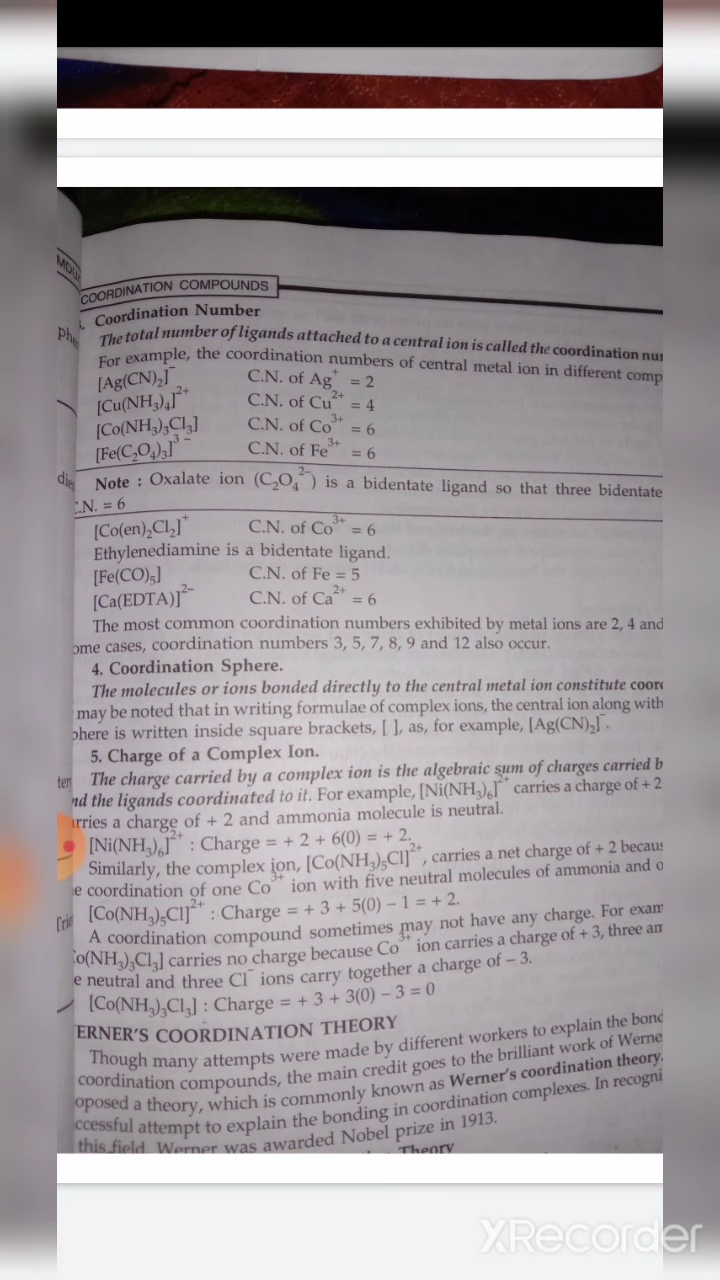 COORDINATION COMPOUNDS
Coordination Number
The total number of ligands attached to a central ion is called the coordination
For example, the coordination numbers of central metal ion in different comp
[Ag(CN)₂]⁻ C.N. of Ag⁺ = 2
[Cu(NH₃)₄]²⁺ C.N. of Cu²⁺ = 4
[Co(NH₃)₃Cl₃] C.N. of Co³⁺ = 6
[Fe(C₂O₄)₃]³⁻ C.N. of Fe³⁺ = 6
Note : Oxalate ion (C₂O₄²⁻) is a bidentate ligand so that three bidentate
C.N. = 6
[Co(en)₂Cl₂]⁺ C.N. of Co³⁺ = 6
Ethylenediamine is a bidentate ligand.
[Fe(CO)₅] C.N. of Fe = 5
[Ca(EDTA)]²⁻ C.N. of Ca²⁺ = 6
The most common coordination numbers exhibited by metal ions are 2, 4 and
ome cases, coordination numbers 3, 5, 7, 8, 9 and 12 also occur.
4. Coordination Sphere.
The molecules or ions bonded directly to the central metal ion constitute coor
may be noted that in writing formulae of complex ions, the central ion along with
phere is written inside square brackets, [ ], as, for example, [Ag(CN)₂]⁻.
5. Charge of a Complex Ion.
The charge carried by a complex ion is the algebraic sum of charges carried b
nd the ligands coordinated to it. For example, [Ni(NH₃)₆]²⁺ carries a charge of + 2
arries a charge of + 2 and ammonia molecule is neutral.
[Ni(NH₃)₆]²⁺ : Charge = + 2 + 6(0) = + 2.
Similarly, the complex ion, [Co(NH₃)₅Cl]²⁺, carries a net charge of + 2 becaus
e coordination of one Co³⁺ ion with five neutral molecules of ammonia and o
[Co(NH₃)₅Cl]²⁺ : Charge = + 3 + 5(0) – 1 = + 2.
A coordination compound sometimes may not have any charge. For exam
Co(NH₃)₃Cl₃] carries no charge because Co³⁺ ion carries a charge of + 3, three am
e neutral and three Cl⁻ ions carry together a charge of – 3.
[Co(NH₃)₃Cl₃] : Charge = + 3 + 3(0) – 3 = 0
ERNER'S COORDINATION THEORY
Though many attempts were made by different workers to explain the bond
coordination compounds, the main credit goes to the brilliant work of Werne
oposed a theory, which is commonly known as Werner's coordination theory.
ccessful attempt to explain the bonding in coordination complexes. In recogni
this field, Werner was awarded Nobel prize in 1913.
Theory
XRecorder